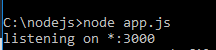 C:\nodejs>node app.js
listening on *:3000